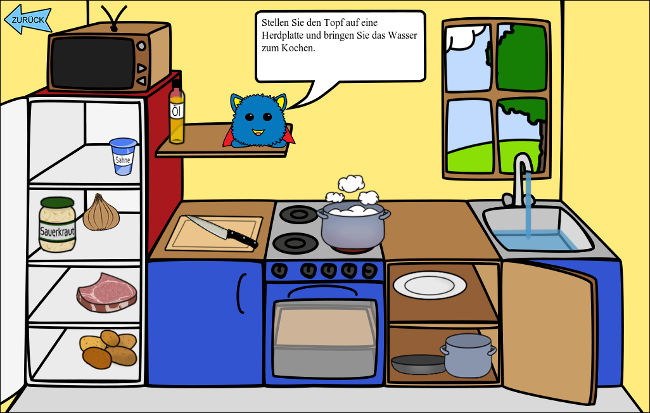 ZURÜCK
Stellen Sie den Topf auf eine
Herdplatte und bringen Sie das Wasser
zum Kochen.
Öl
Sahne
Sauerkraut